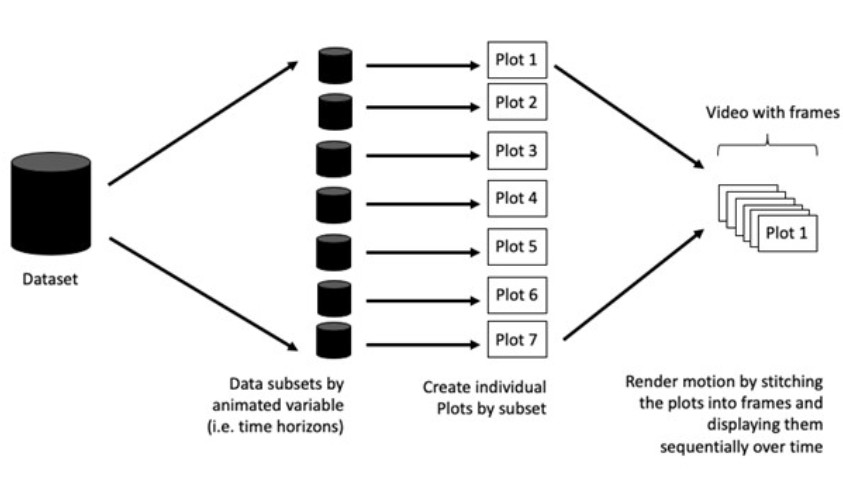 Plot 1
Plot 2
Plot 3
Plot 4
Plot 5
Plot 6
Plot 7
Video with frames
Plot 1
Dataset
Data subsets by
animated variable
(i.e. time horizons)
Create individual
Plots by subset
Render motion by stitching
the plots into frames and
displaying them
sequentially over time